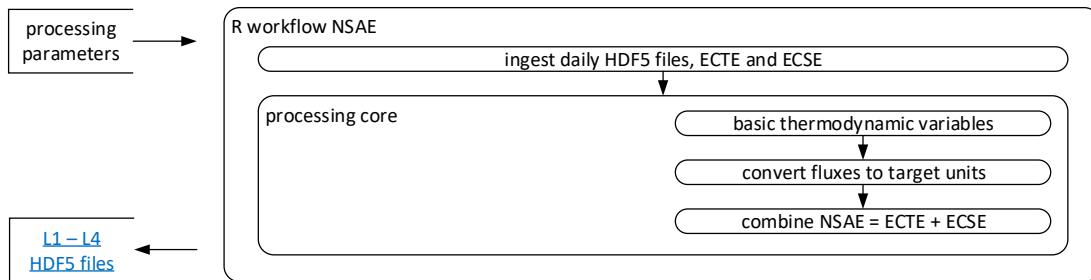 processing
parameters
R workflow NSAE
ingest daily HDF5 files, ECTE and ECSE
processing core
basic thermodynamic variables
convert fluxes to target units
combine NSAE = ECTE + ECSE
L1 – L4
HDF5 files